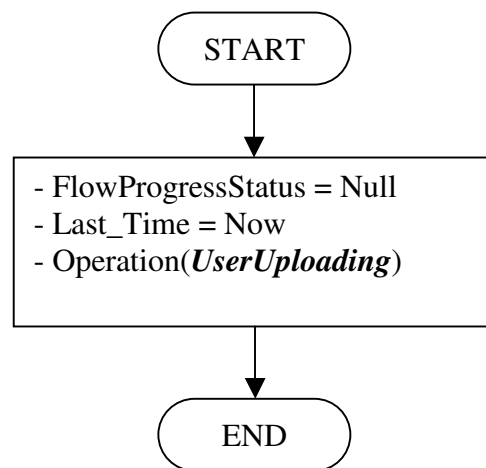 START
- FlowProgressStatus = Null
- Last_Time = Now
- Operation(UserUploading)
END